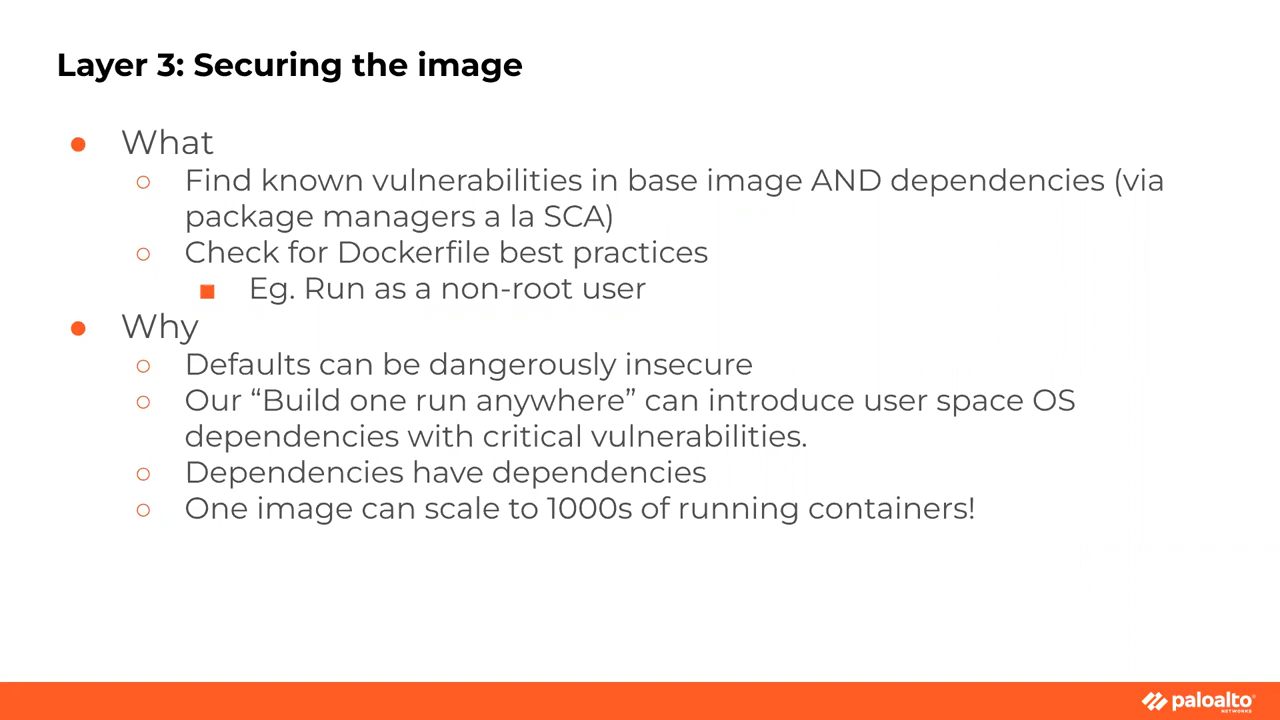 Layer 3: Securing the image
● What
○ Find known vulnerabilities in base image AND dependencies (via
package managers a la SCA)
○ Check for Dockerfile best practices
■ Eg. Run as a non-root user
● Why
○ Defaults can be dangerously insecure
○ Our “Build one run anywhere” can introduce user space OS
dependencies with critical vulnerabilities.
○ Dependencies have dependencies
○ One image can scale to 1000s of running containers!
paloalto
NETWORKS